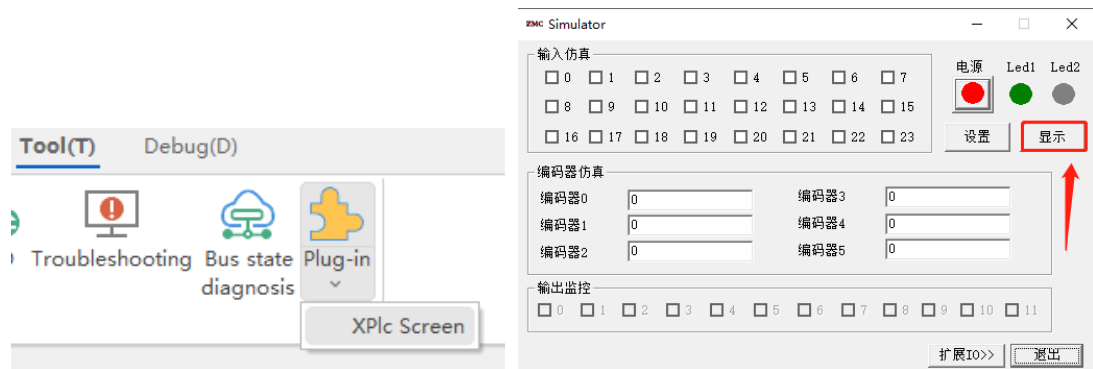 Tool(T) Debug(D)
Troubleshooting Bus state diagnosis Plug-in
XPlc Screen
ZMC Simulator
输入仿真
0 1 2 3 4 5 6 7
8 9 10 11 12 13 14 15
16 17 18 19 20 21 22 23
电源 Led1 Led2
设置 显示
编码器仿真
编码器0 0 编码器3 0
编码器1 0 编码器4 0
编码器2 0 编码器5 0
输出监控
0 1 2 3 4 5 6 7 8 9 10 11
扩展IO>> 退出